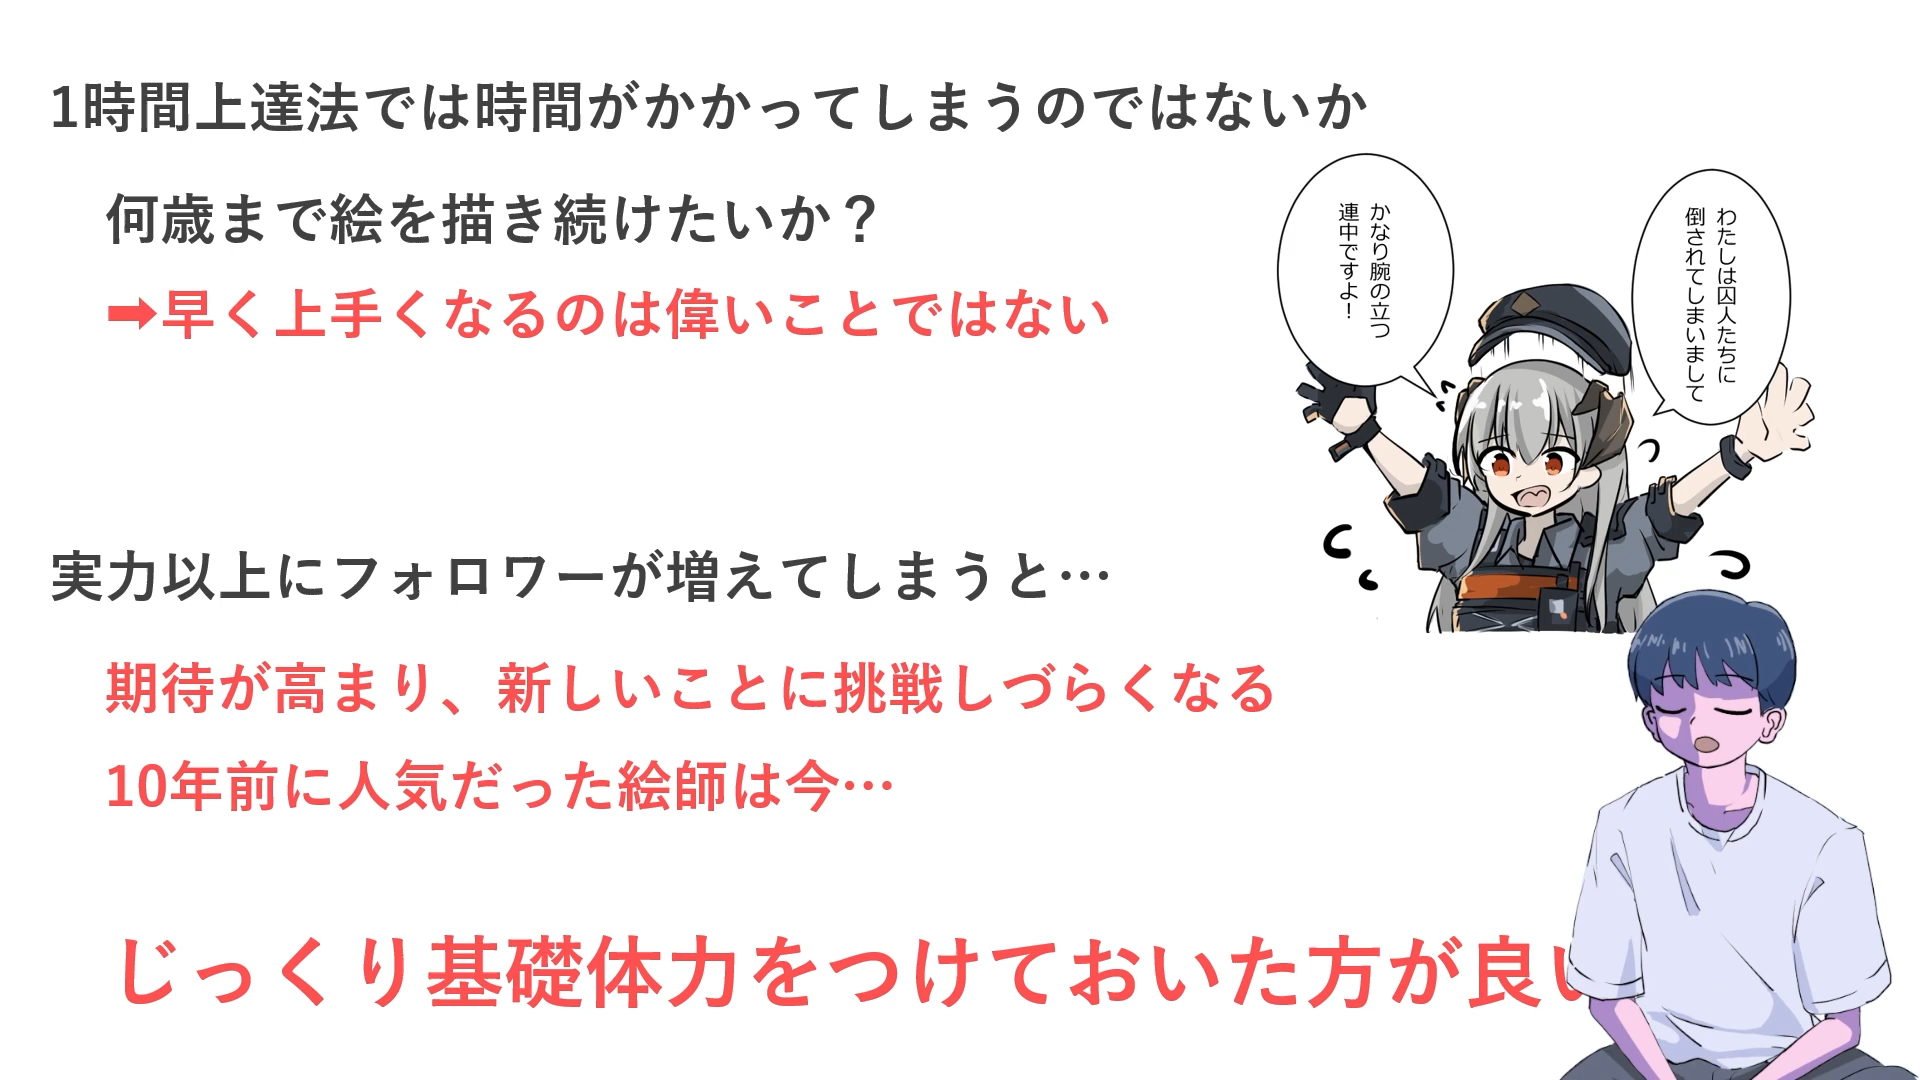 1時間上達法では時間がかかってしまうのではないか
何歳まで絵を描き続けたいか？
➡早く上手くなるのは偉いことではない
わたしは囚人たちに
倒されてしまいまして
かなり腕の立つ
連中ですよ！
実力以上にフォロワーが増えてしまうと…
期待が高まり、新しいことに挑戦しづらくなる
10年前に人気だった絵師は今…
じっくり基礎体力をつけておいた方が良い